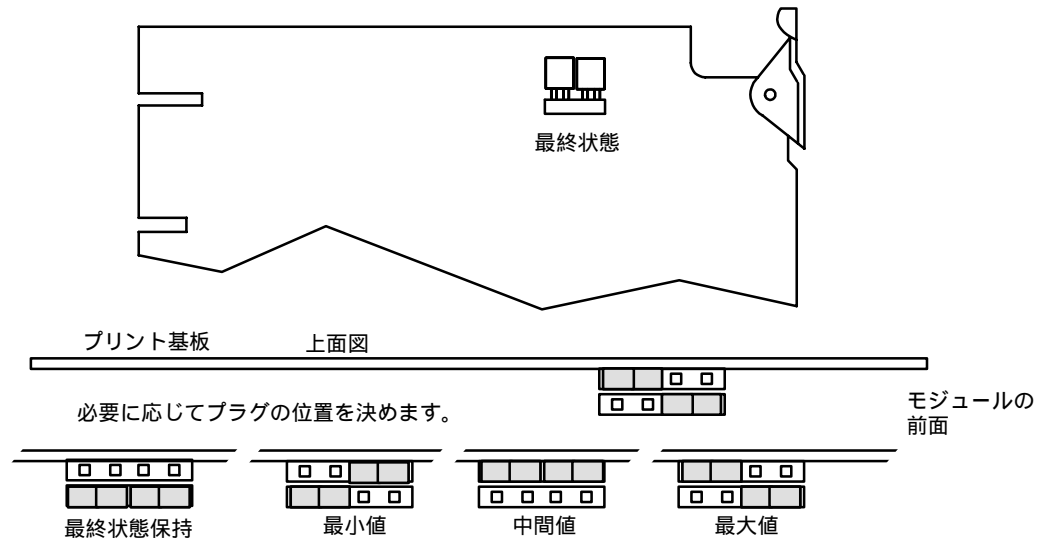 最終状態
プリント基板
上面図
必要に応じてプラグの位置を決めます。
モジュールの
前面
最終状態保持
最小値
中間値
最大値